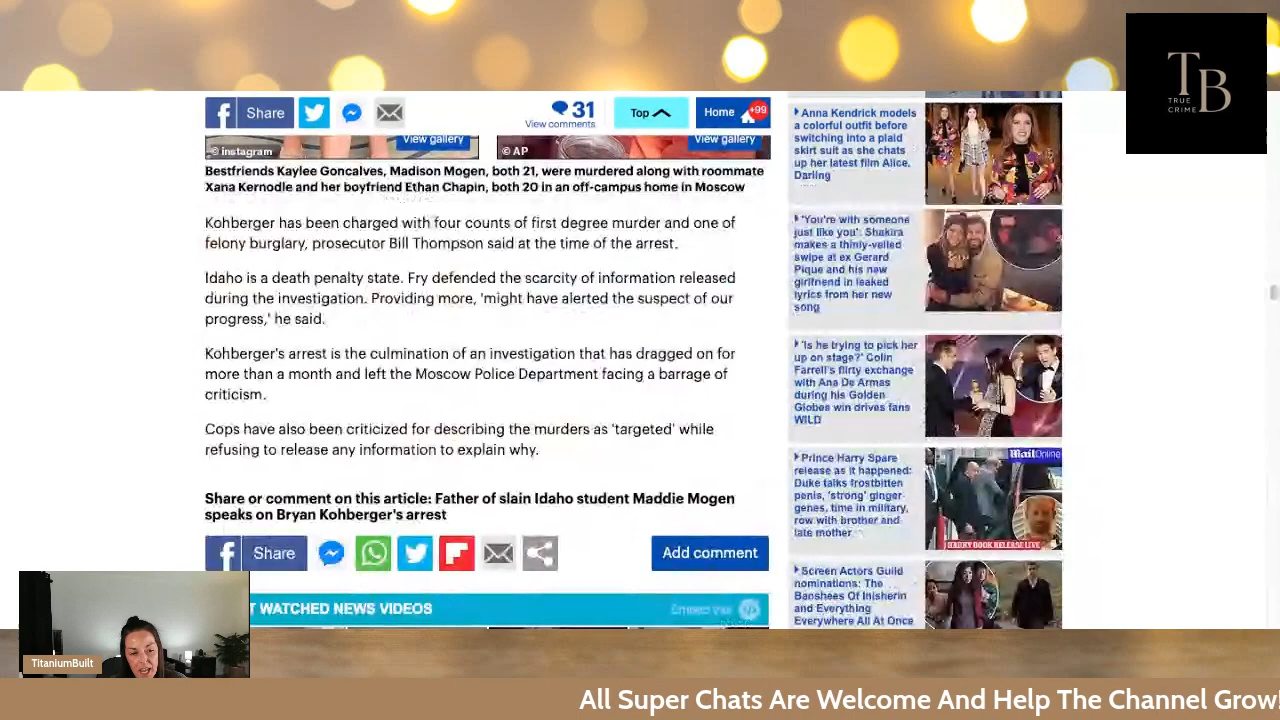 T
B
TRUE
CRIME
Share
31
View comments
Top
Home
+99
View gallery
View gallery
© instagram
© AP
Bestfriends Kaylee Goncalves, Madison Mogen, both 21, were murdered along with roommate
Xana Kernodle and her boyfriend Ethan Chapin, both 20 in an off-campus home in Moscow
Kohberger has been charged with four counts of first degree murder and one of
felony burglary, prosecutor Bill Thompson said at the time of the arrest.
Idaho is a death penalty state. Fry defended the scarcity of information released
during the investigation. Providing more, 'might have alerted the suspect of our
progress,' he said.
Kohberger's arrest is the culmination of an investigation that has dragged on for
more than a month and left the Moscow Police Department facing a barrage of
criticism.
Cops have also been criticized for describing the murders as 'targeted' while
refusing to release any information to explain why.
Share or comment on this article: Father of slain Idaho student Maddie Mogen
speaks on Bryan Kohberger's arrest
Share
Add comment
T WATCHED NEWS VIDEOS
Embed this
Anna Kendrick models
a colorful outfit before
switching into a plaid
skirt suit as she chats
up her latest film Alice,
Darling
'You're with someone
just like you': Shakira
makes a thinly-veiled
swipe at ex Gerard
Pique and his new
girlfriend in leaked
lyrics from her new
song
'Is he trying to pick her
up on stage?' Colin
Farrell's flirty exchange
with Ana De Armas
during his Golden
Globes win drives fans
WILD
Prince Harry Spare
release as it happened:
Duke talks frostbitten
penis, 'strong' ginger
genes, time in military,
row with brother and
late mother
MailOnline
HARRY BOOK RELEASE LIVE
Screen Actors Guild
nominations: The
Banshees Of Inisherin
and Everything
Everywhere All At Once
TitaniumBuilt
All Super Chats Are Welcome And Help The Channel Grow!